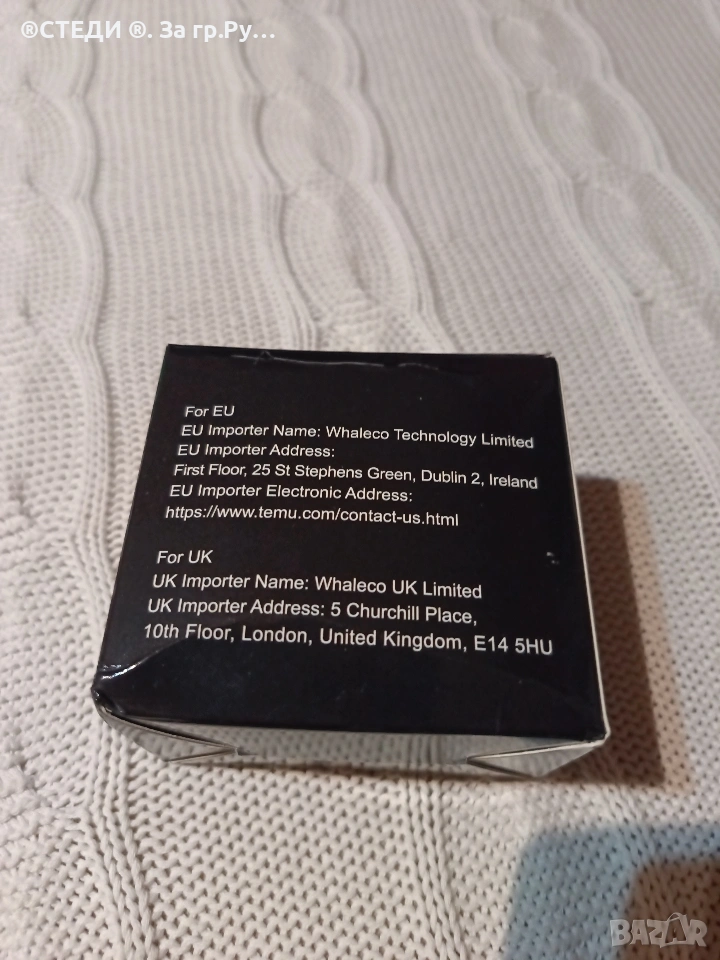 ®СТЕДИ ®. За гр.Ру...
For EU
EU Importer Name: Whaleco Technology Limited
EU Importer Address:
First Floor, 25 St Stephens Green, Dublin 2, Ireland
EU Importer Electronic Address:
https://www.temu.com/contact-us.html
For UK
UK Importer Name: Whaleco UK Limited
UK Importer Address: 5 Churchill Place,
10th Floor, London, United Kingdom, E14 5HU
BAZAR